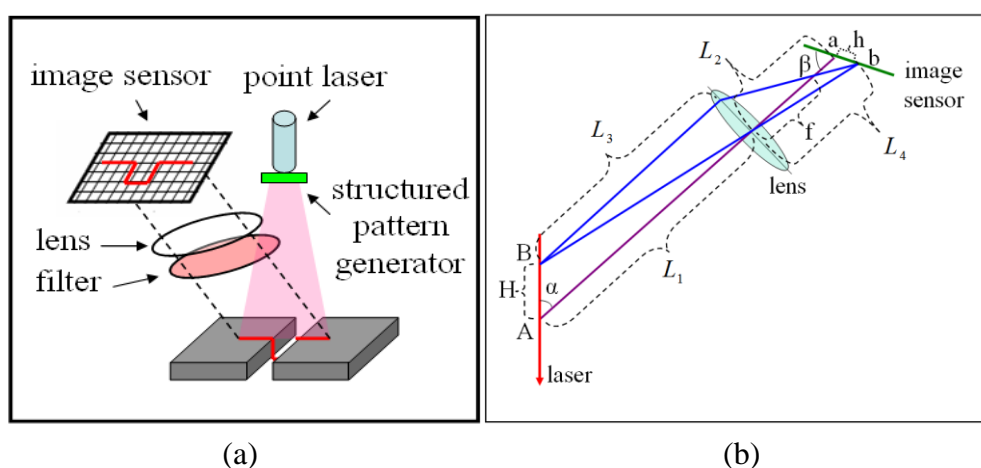 image sensor
point laser
structured
pattern
generator
lens
filter
(a)
a
h
b
β
L₂
image
sensor
L₃
f
L₄
lens
B
H
α
L₁
A
laser
(b)